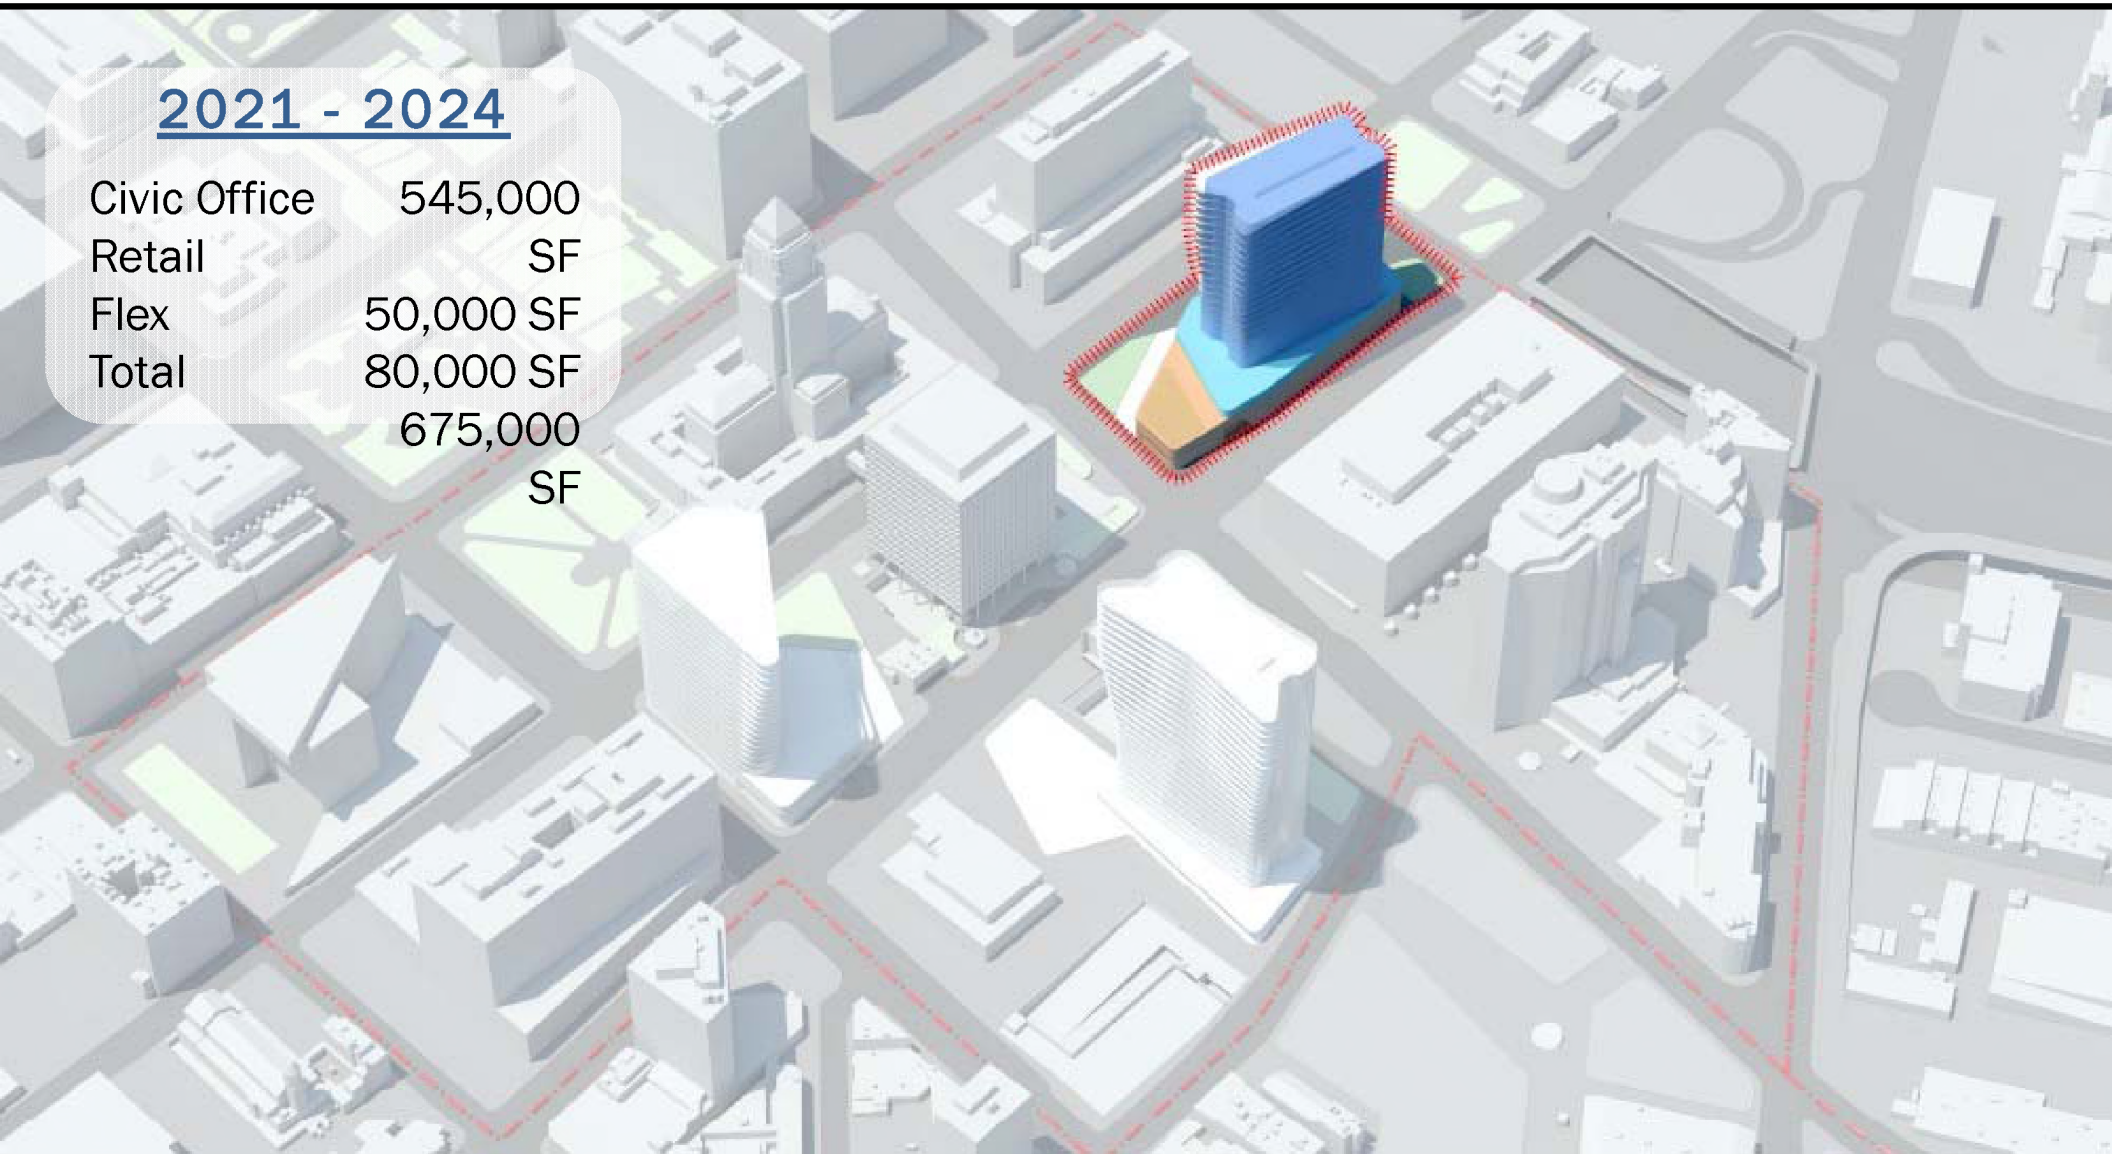 2021 - 2024
Civic Office 545,000
Retail SF
Flex 50,000 SF
Total 80,000 SF
675,000
SF